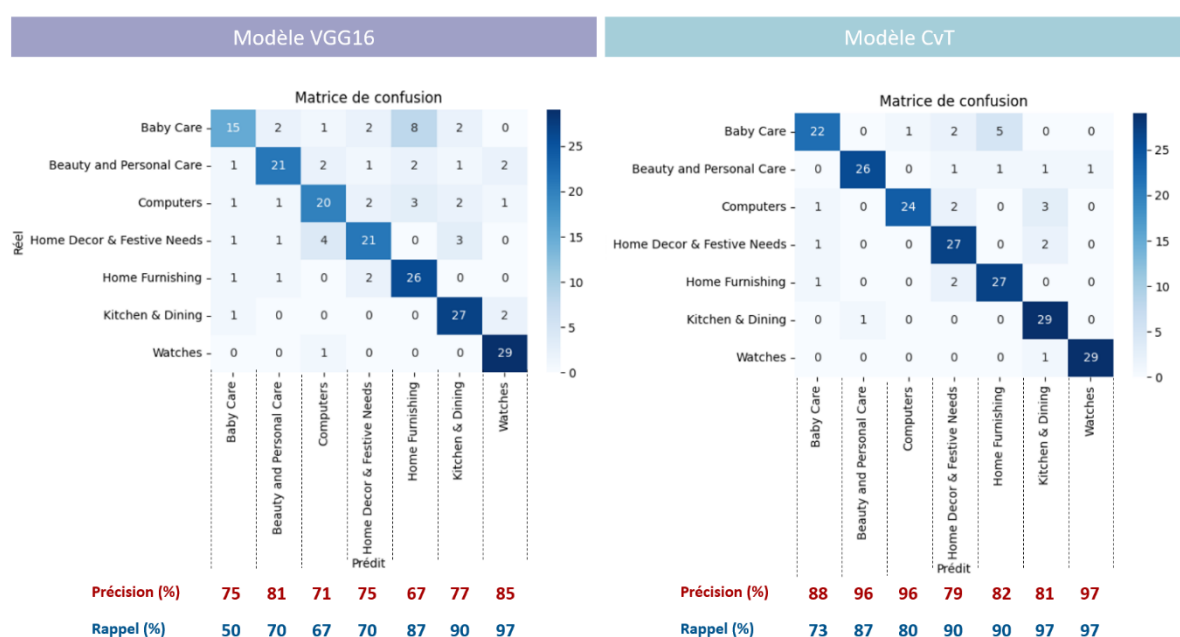 Modèle VGG16
Matrice de confusion
Réel
Baby Care 15 2 1 2 8 2 0
Beauty and Personal Care 1 21 2 1 2 1 2
Computers 1 1 20 2 3 2 1
Home Decor & Festive Needs 1 1 4 21 0 3 0
Home Furnishing 1 1 0 2 26 0 0
Kitchen & Dining 1 0 0 0 0 27 2
Watches 0 0 1 0 0 0 29
25
20
15
10
5
0
Baby Care
Beauty and Personal Care
Computers
Home Decor & Festive Needs
Home Furnishing
Kitchen & Dining
Watches
Prédit
Précision (%) 75 81 71 75 67 77 85
Rappel (%) 50 70 67 70 87 90 97
Modèle CvT
Matrice de confusion
Baby Care 22 0 1 2 5 0 0
Beauty and Personal Care 0 26 0 1 1 1 1
Computers 1 0 24 2 0 3 0
Home Decor & Festive Needs 1 0 0 27 0 2 0
Home Furnishing 1 0 0 2 27 0 0
Kitchen & Dining 0 1 0 0 0 29 0
Watches 0 0 0 0 0 1 29
25
20
15
10
5
0
Baby Care
Beauty and Personal Care
Computers
Home Decor & Festive Needs
Home Furnishing
Kitchen & Dining
Watches
Prédit
Précision (%) 88 96 96 79 82 81 97
Rappel (%) 73 87 80 90 90 97 97